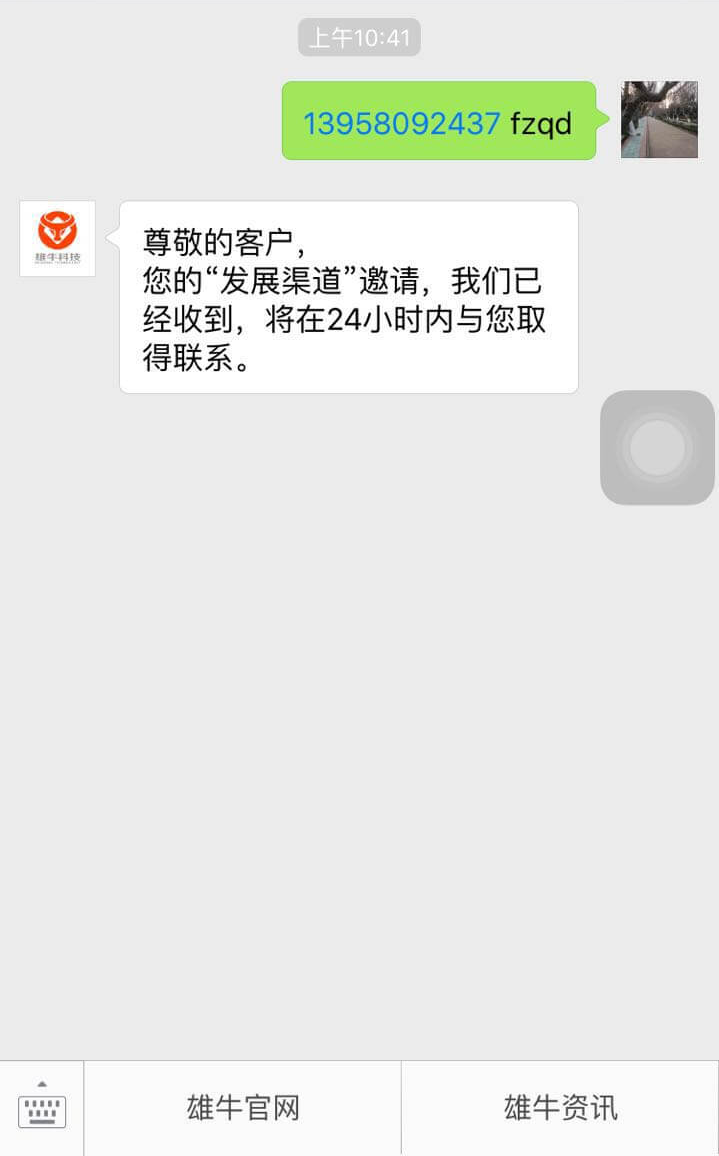 上午10:41
13958092437 fzqd
雄牛科技
尊敬的客户，
您的“发展渠道”邀请，我们已
经收到，将在24小时内与您取
得联系。
雄牛官网
雄牛资讯